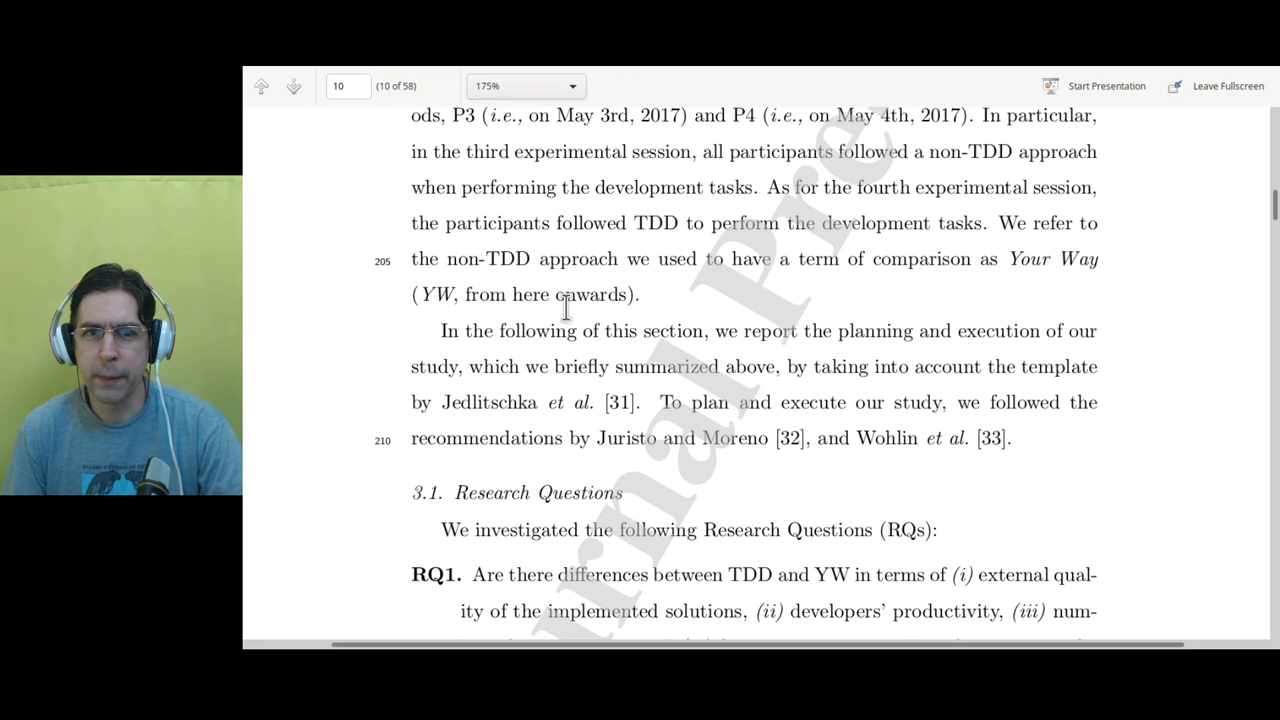 10
(10 of 58)
175%
Start Presentation
Leave Fullscreen
ods, P3 (i.e., on May 3rd, 2017) and P4 (i.e., on May 4th, 2017). In particular,
in the third experimental session, all participants followed a non-TDD approach
when performing the development tasks. As for the fourth experimental session,
the participants followed TDD to perform the development tasks. We refer to
205 the non-TDD approach we used to have a term of comparison as Your Way
(YW, from here onwards).
In the following of this section, we report the planning and execution of our
study, which we briefly summarized above, by taking into account the template
by Jedlitschka et al. [31]. To plan and execute our study, we followed the
210 recommendations by Juristo and Moreno [32], and Wohlin et al. [33].
3.1. Research Questions
We investigated the following Research Questions (RQs):
RQ1. Are there differences between TDD and YW in terms of (i) external qual-
ity of the implemented solutions, (ii) developers' productivity, (iii) num-
urnal Pre